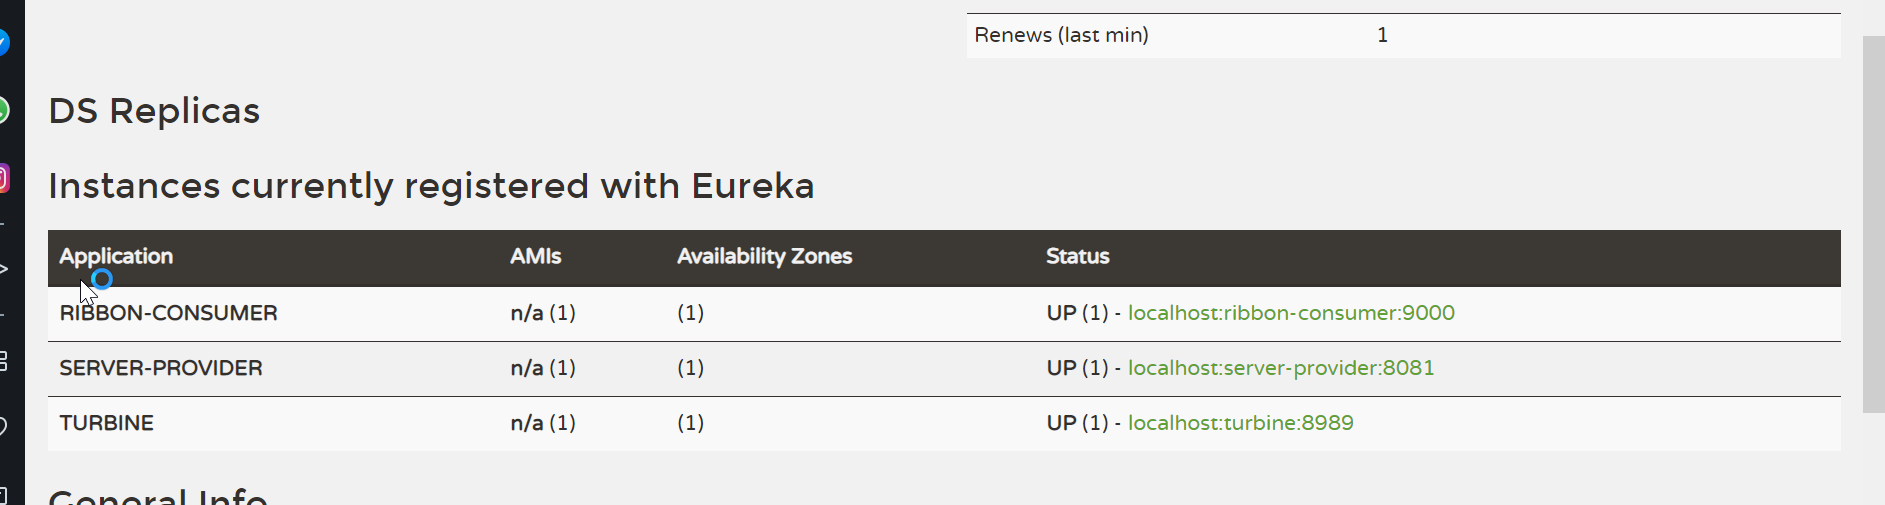 Renews (last min) 1
DS Replicas
Instances currently registered with Eureka
Application AMIs Availability Zones Status
RIBBON-CONSUMER n/a (1) (1) UP (1) - localhost:ribbon-consumer:9000
SERVER-PROVIDER n/a (1) (1) UP (1) - localhost:server-provider:8081
TURBINE n/a (1) (1) UP (1) - localhost:turbine:8989
General Info